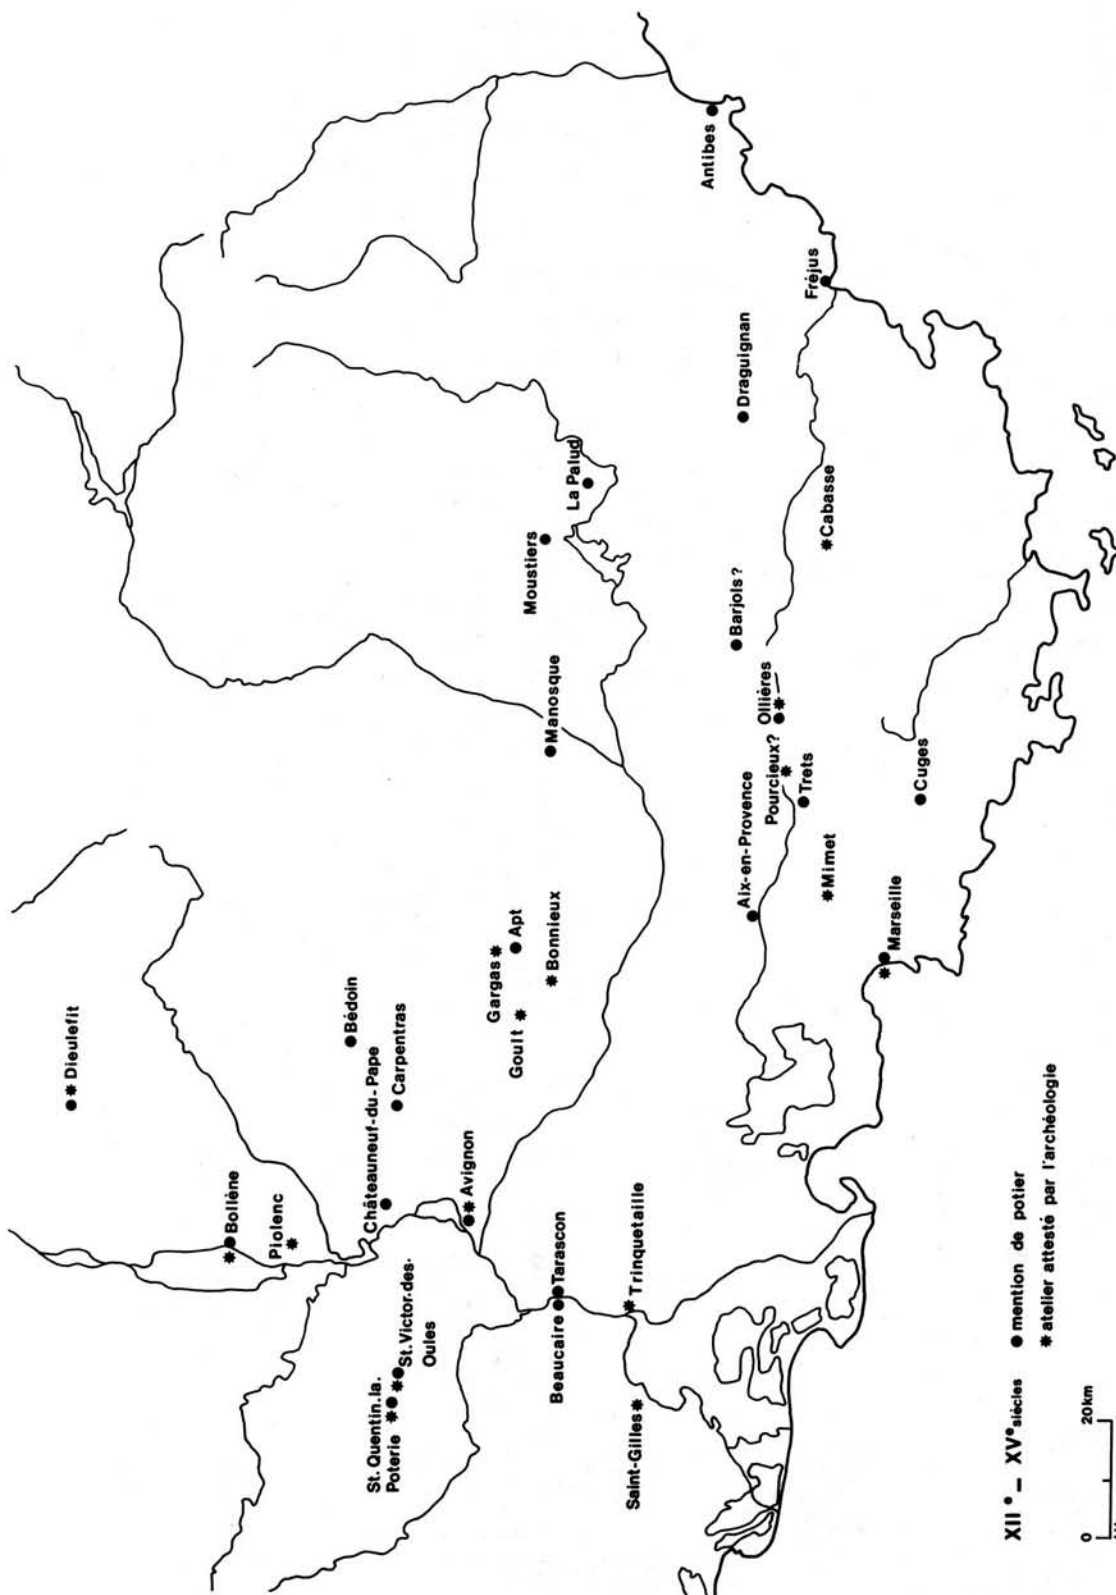 Dieulefit
Bollène
Piolenc
Bédoin
Châteauneuf-du-Pape
Carpentras
St. Quentin.la.
Poterie
St. Victor.des.
Oules
Avignon
Gargas
Apt
Goult
Bonnieux
Manosque
Moustiers
La Palud
Beaucaire
Tarascon
Trinquetaille
Saint-Gilles
Antibes
Draguignan
Fréjus
Barjols ?
Cabasse
Ollières
Pourcieux?
Aix-en-Provence
Trets
Mimet
Marseille
Cuges
XII° – XV° siècles
mention de potier
atelier attesté par l'archéologie
0 20km